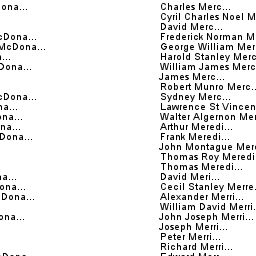 ona... Charles Merc...
Cyril Charles Noel M
David Merc...
cDona... Frederick Norman M
McDona... George William Mer
... Harold Stanley Merc
Dona... William James Merc
James Merc...
Robert Munro Merc...
cDona... Sydney Merc...
na... Lawrence St Vincen
ona... Walter Algernon Mer
na... Arthur Meredi...
Dona... Frank Meredi...
John Montague Mere
Thomas Roy Meredi
Thomas Meredi...
a... David Meri...
ona... Cecil Stanley Merre
Dona... Alexander Merri...
William David Merri...
ona... John Joseph Merri...
Joseph Merri...
Peter Merri...
Richard Merri...